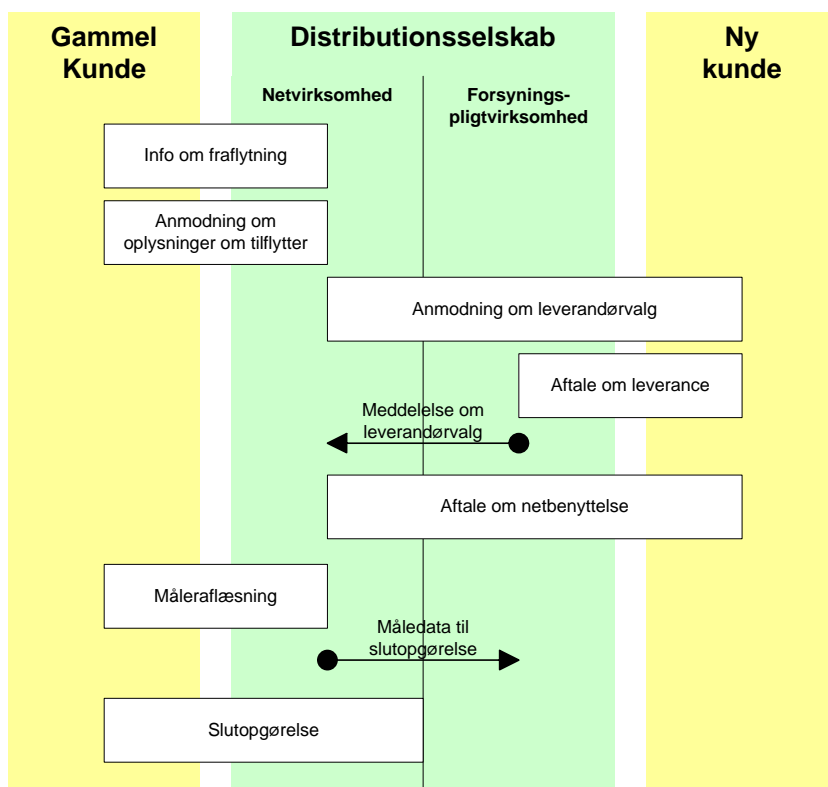 Gammel
Kunde
Distributionsselskab
Ny
kunde
Netvirksomhed
Forsynings-
pligtvirksomhed
Info om fraflytning
Anmodning om
oplysninger om tilflytter
Anmodning om leverandørvalg
Aftale om leverance
Meddelelse om
leverandørvalg
Aftale om netbenyttelse
Måleraflæsning
Måledata til
slutopgørelse
Slutopgørelse